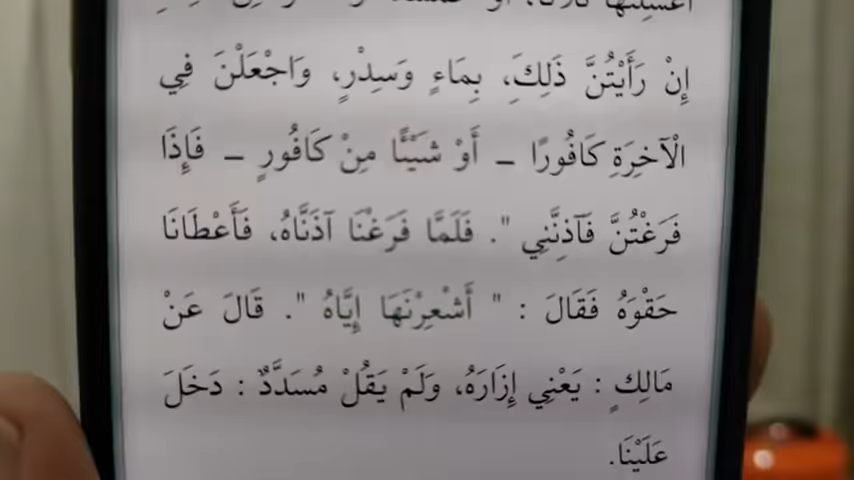 إِنْ رَأَيْتُنَّ ذَلِكَِ، بِمَاءٍ وَسِدْرٍ، وَاجْعَلْنَ فِي
الْآخِرَةِ كَافُورًا – أَوْ شَيْئًا مِنْ كَافُورٍ – فَإِذَا
فَرَغْتُنَّ فَآذِنَّنِي ". فَلَمَّا فَرَغْنَا آذَنَّاهُ، فَأَعْطَانَا
حَقْوَهُ فَقَالَ : " أَشْعِرْنَهَا إِيَّاهُ ". قَالَ عَنْ
مَالِكٍ : يَعْنِي إِزَارَهُ، وَلَمْ يَقُلْ مُسَدَّدٌ : دَخَلَ
عَلَيْنَا.